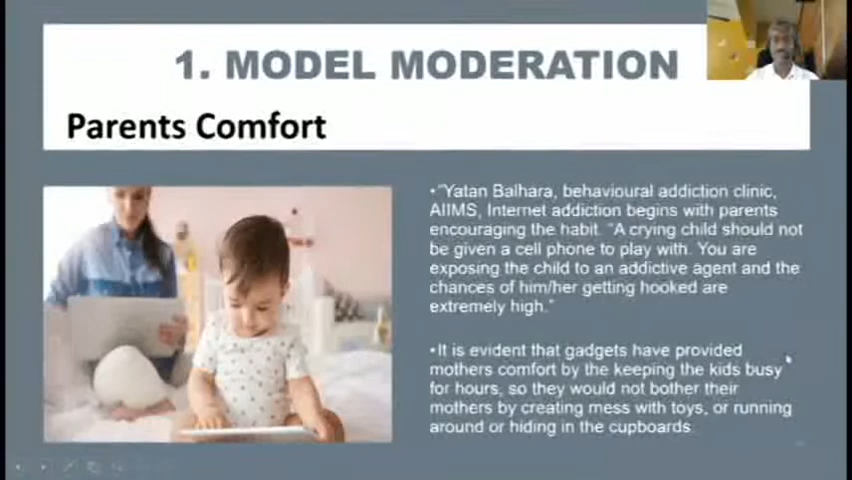 1. MODEL MODERATION
Parents Comfort
•"Yatan Balhara, behavioural addiction clinic,
AIIMS, Internet addiction begins with parents
encouraging the habit. "A crying child should not
be given a cell phone to play with. You are
exposing the child to an addictive agent and the
chances of him/her getting hooked are
extremely high."
•It is evident that gadgets have provided
mothers comfort by the keeping the kids busy
for hours, so they would not bother their
mothers by creating mess with toys, or running
around or hiding in the cupboards